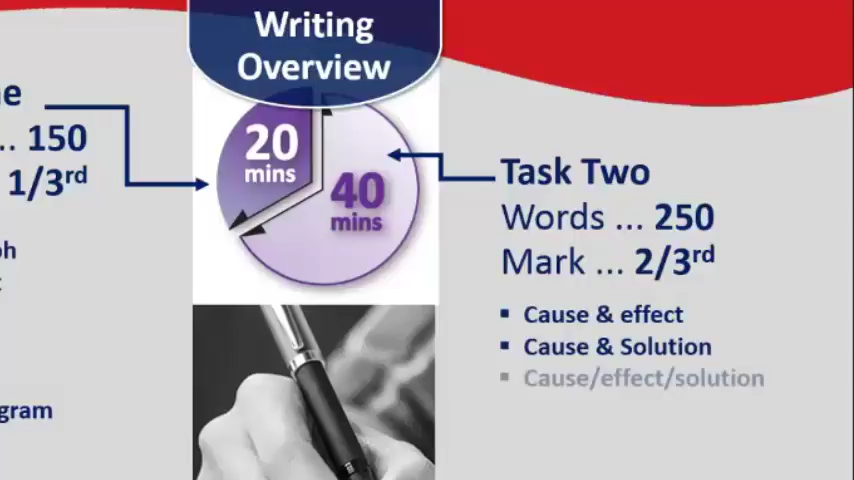 Writing
Overview
150
1/3rd
gram
20
mins
40
mins
Task Two
Words ... 250
Mark ... 2/3rd
Cause & effect
Cause & Solution
Cause/effect/solution